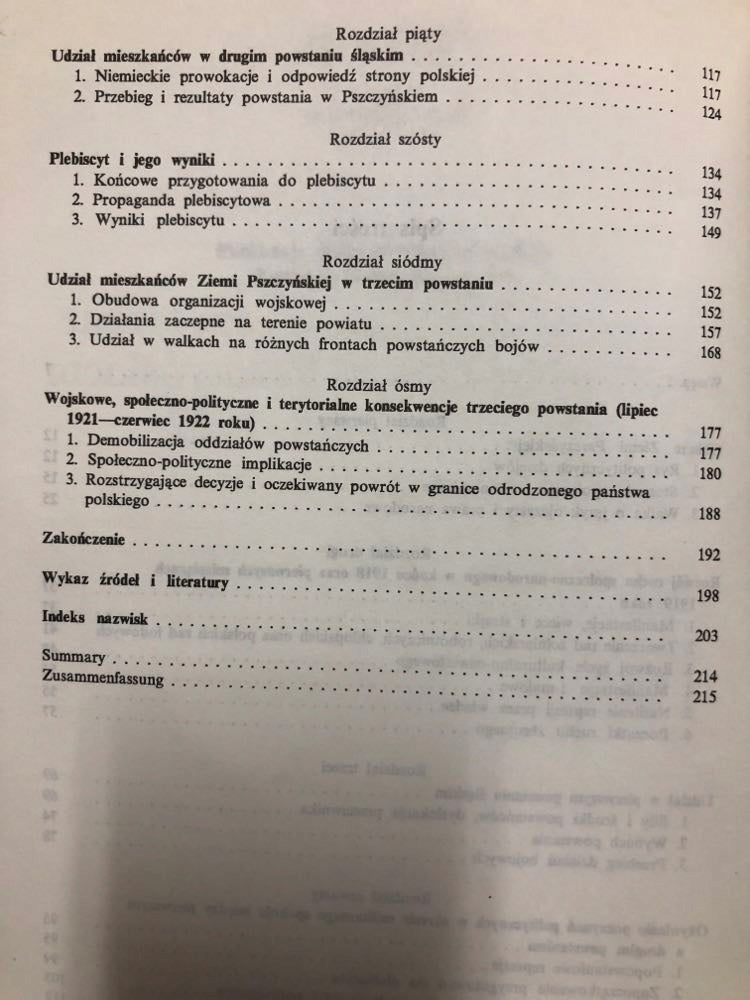 Rozdział piąty
Udział mieszkańców w drugim powstaniu śląskim . . . . . . . . . . . . . . . . . . 117
1. Niemieckie prowokacje i odpowiedź strony polskiej . . . . . . . . . . . . . 117
2. Przebieg i rezultaty powstania w Pszczyńskiem . . . . . . . . . . . . . . . 124
Rozdział szósty
Plebiscyt i jego wyniki . . . . . . . . . . . . . . . . . . . . . . . . . . . . . . 134
1. Końcowe przygotowania do plebiscytu . . . . . . . . . . . . . . . . . . . . 134
2. Propaganda plebiscytowa . . . . . . . . . . . . . . . . . . . . . . . . . . . 137
3. Wyniki plebiscytu . . . . . . . . . . . . . . . . . . . . . . . . . . . . . . 149
Rozdział siódmy
Udział mieszkańców Ziemi Pszczyńskiej w trzecim powstaniu . . . . . . . . . . . 152
1. Obudowa organizacji wojskowej . . . . . . . . . . . . . . . . . . . . . . . 152
2. Działania zaczepne na terenie powiatu . . . . . . . . . . . . . . . . . . . . 157
3. Udział w walkach na różnych frontach powstańczych bojów . . . . . . . . . 168
Rozdział ósmy
Wojskowe, społeczno-polityczne i terytorialne konsekwencje trzeciego powstania (lipiec
1921—czerwiec 1922 roku) . . . . . . . . . . . . . . . . . . . . . . . . . . . 177
1. Demobilizacja oddziałów powstańczych . . . . . . . . . . . . . . . . . . . . 177
2. Społeczno-polityczne implikacje . . . . . . . . . . . . . . . . . . . . . . . 180
3. Rozstrzygające decyzje i oczekiwany powrót w granice odrodzonego państwa
polskiego . . . . . . . . . . . . . . . . . . . . . . . . . . . . . . . . . . . 188
Zakończenie . . . . . . . . . . . . . . . . . . . . . . . . . . . . . . . . . . . 192
Wykaz źródeł i literatury . . . . . . . . . . . . . . . . . . . . . . . . . . . . . 198
Indeks nazwisk . . . . . . . . . . . . . . . . . . . . . . . . . . . . . . . . . . 203
Summary . . . . . . . . . . . . . . . . . . . . . . . . . . . . . . . . . . . . . 214
Zusammenfassung . . . . . . . . . . . . . . . . . . . . . . . . . . . . . . . . . 215